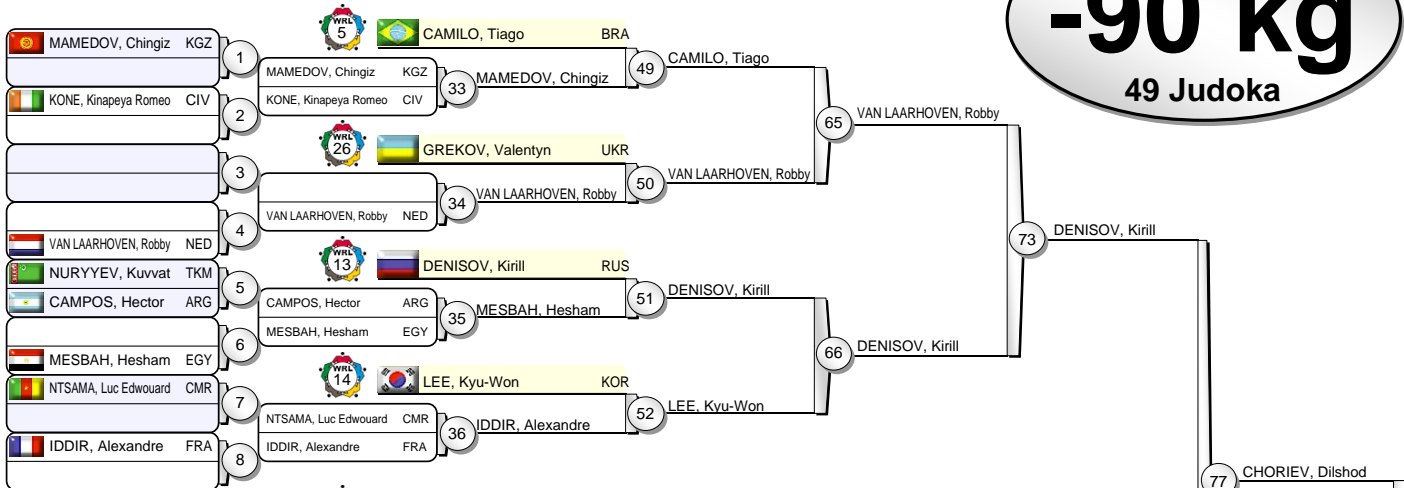 -90 kg
49 Judoka
MAMEDOV, Chingiz KGZ
1
KONE, Kinapeya Romeo CIV
2
3
4
VAN LAARHOVEN, Robby NED
NURYYEV, Kuvvat TKM
5
CAMPOS, Hector ARG
6
MESBAH, Hesham EGY
NTSAMA, Luc Edwouard CMR
7
IDDIR, Alexandre FRA
8
WRL
5
CAMILO, Tiago BRA
MAMEDOV, Chingiz KGZ
KONE, Kinapeya Romeo CIV
33
MAMEDOV, Chingiz
WRL
26
GREKOV, Valentyn UKR
VAN LAARHOVEN, Robby NED
34
VAN LAARHOVEN, Robby
WRL
13
DENISOV, Kirill RUS
CAMPOS, Hector ARG
MESBAH, Hesham EGY
35
MESBAH, Hesham
WRL
14
LEE, Kyu-Won KOR
NTSAMA, Luc Edwouard CMR
IDDIR, Alexandre FRA
36
IDDIR, Alexandre
49
CAMILO, Tiago
50
VAN LAARHOVEN, Robby
51
DENISOV, Kirill
52
LEE, Kyu-Won
65
VAN LAARHOVEN, Robby
66
DENISOV, Kirill
73
DENISOV, Kirill
77
CHORIEV, Dilshod